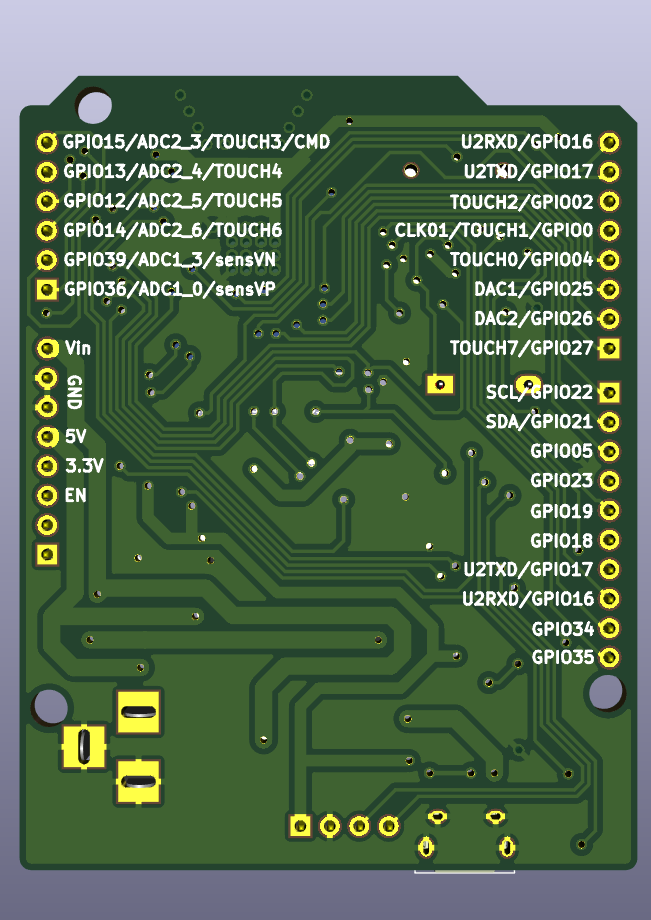 GPIO15/ADC2_3/TOUCH3/CMD
GPIO13/ADC2_4/TOUCH4
GPIO12/ADC2_5/TOUCH5
GPIO14/ADC2_6/TOUCH6
GPIO39/ADC1_3/sensVN
GPIO36/ADC1_0/sensVP
Vin
GND
5V
3.3V
EN
U2RXD/GPIO16
U2TXD/GPIO17
TOUCH2/GPIO02
CLK01/TOUCH1/GPIO0
TOUCH0/GPIO04
DAC1/GPIO25
DAC2/GPIO26
TOUCH7/GPIO27
SCL/GPIO22
SDA/GPIO21
GPIO05
GPIO23
GPIO19
GPIO18
U2TXD/GPIO17
U2RXD/GPIO16
GPIO34
GPIO35